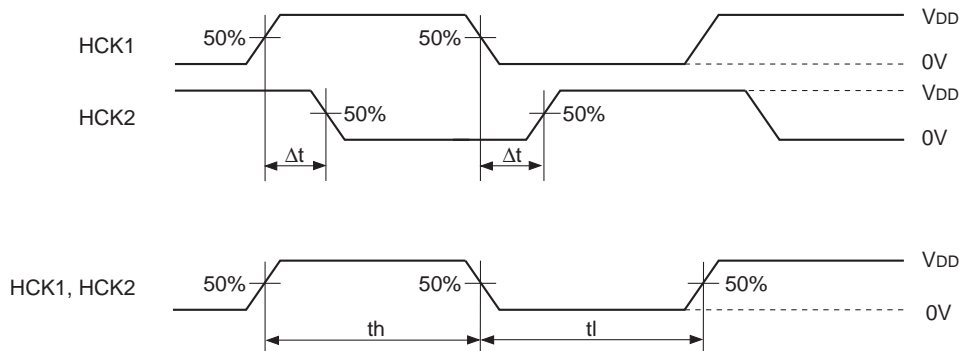 VDD
HCK1
50%
50%
0V
VDD
HCK2
50%
50%
0V
Δt
Δt
VDD
HCK1, HCK2
50%
50%
50%
0V
th
tl